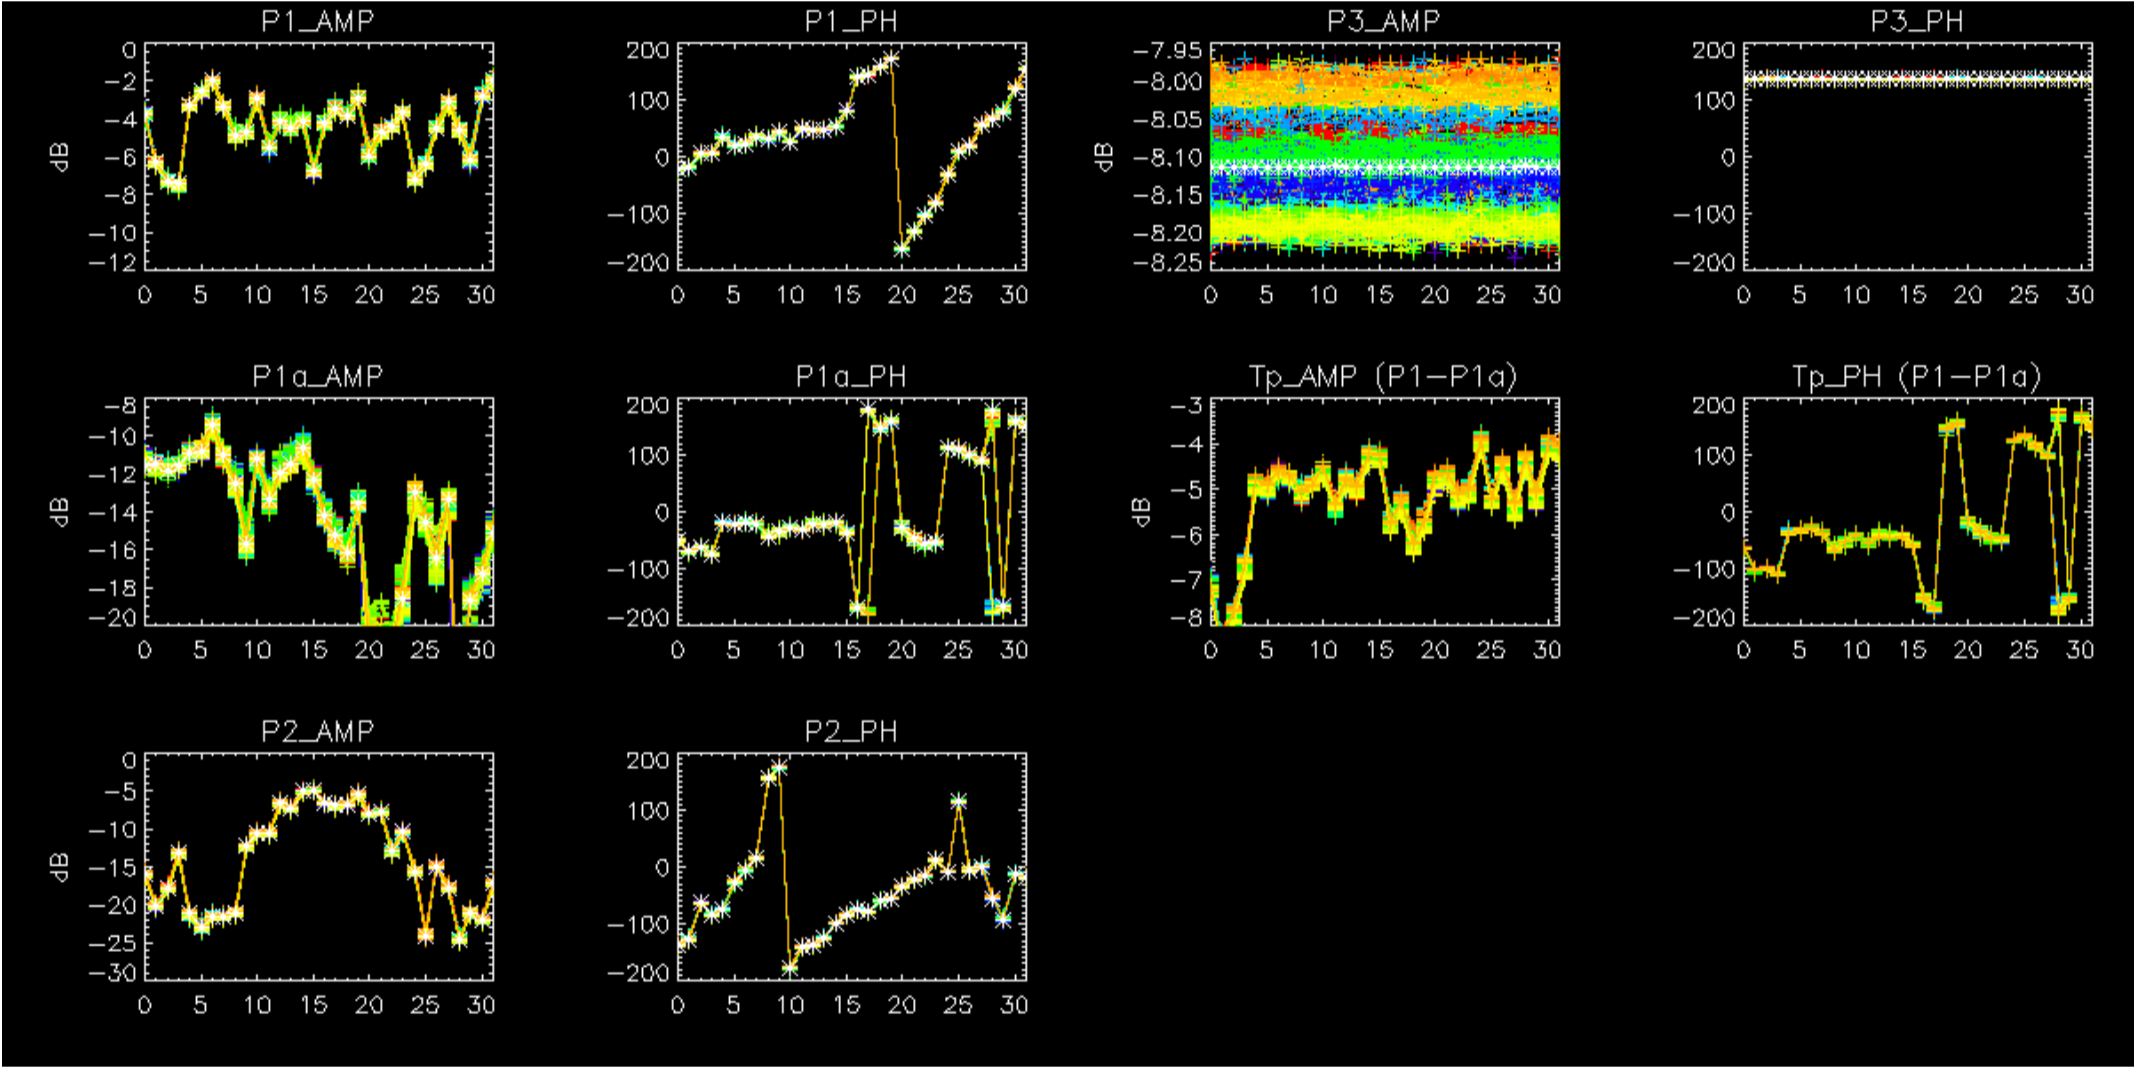 P1_AMP P1_PH P3_AMP P3_PH
0 200 -7.95 200
-2 100 -8.00 100
-4 0 -8.05 0
-6 -100 -8.10 -100
-8 -200 -8.15 -200
-10 -8.20
-12 -8.25
dB dB
0 5 10 15 20 25 30 0 5 10 15 20 25 30 0 5 10 15 20 25 30 0 5 10 15 20 25 30
P1a_AMP P1a_PH Tp_AMP (P1-P1a) Tp_PH (P1-P1a)
-8 200 -3 200
-10 100 -4 100
-12 0 -5 0
-14 -100 -6 -100
-16 -200 -7 -200
-18 -8
-20
dB dB
0 5 10 15 20 25 30 0 5 10 15 20 25 30 0 5 10 15 20 25 30 0 5 10 15 20 25 30
P2_AMP P2_PH
0 200
-5 100
-10 0
-15 -100
-20 -200
-25
-30
dB
0 5 10 15 20 25 30 0 5 10 15 20 25 30